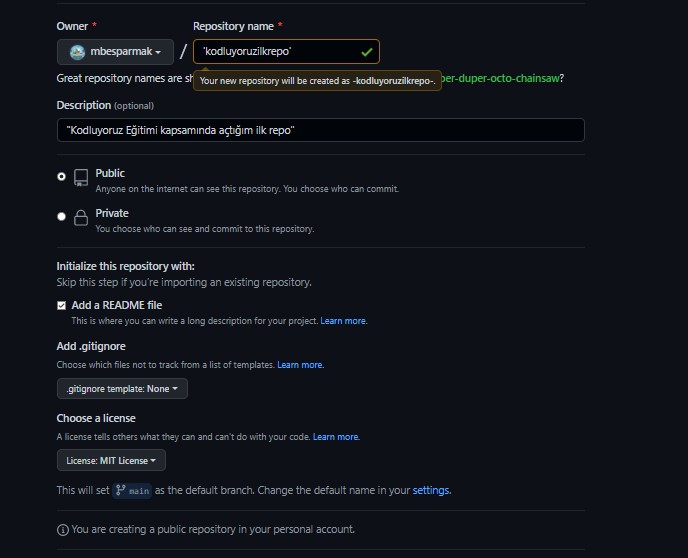 Owner * Repository name *
mbesparmak / 'kodluyoruzilkrepo'
Great repository names are sh per-duper-octo-chainsaw?
Your new repository will be created as -kodluyoruzilkrepo-.
Description (optional)
"Kodluyoruz Eğitimi kapsamında açtığım ilk repo"
Public
Anyone on the internet can see this repository. You choose who can commit.
Private
You choose who can see and commit to this repository.
Initialize this repository with:
Skip this step if you're importing an existing repository.
Add a README file
This is where you can write a long description for your project. Learn more.
Add .gitignore
Choose which files not to track from a list of templates. Learn more.
.gitignore template: None
Choose a license
A license tells others what they can and can't do with your code. Learn more.
License: MIT License
This will set main as the default branch. Change the default name in your settings.
You are creating a public repository in your personal account.